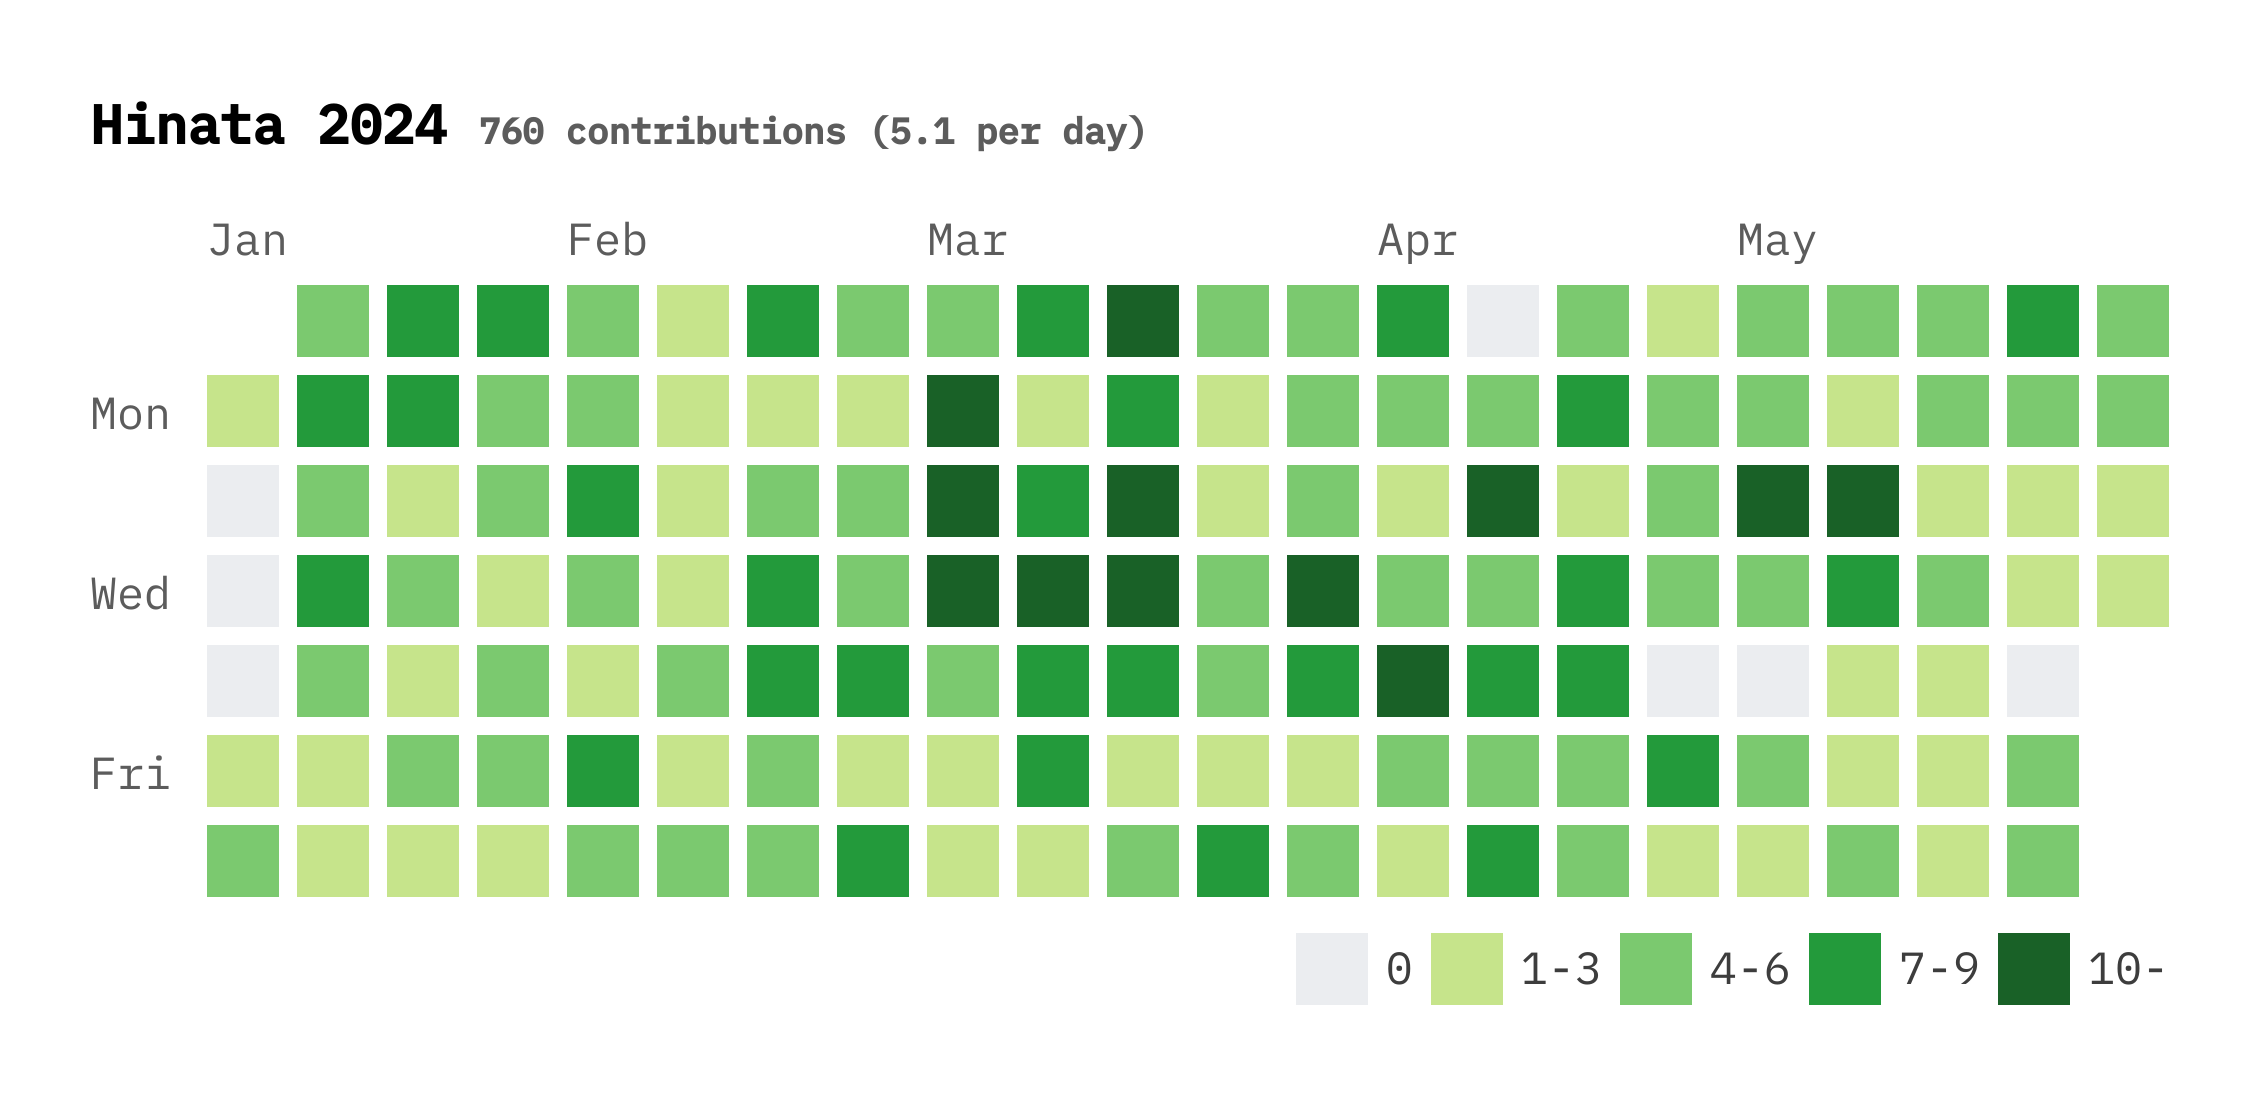 Hinata 2024 760 contributions (5.1 per day)
Jan Feb Mar Apr May
Mon
Wed
Fri
0 1-3 4-6 7-9 10-